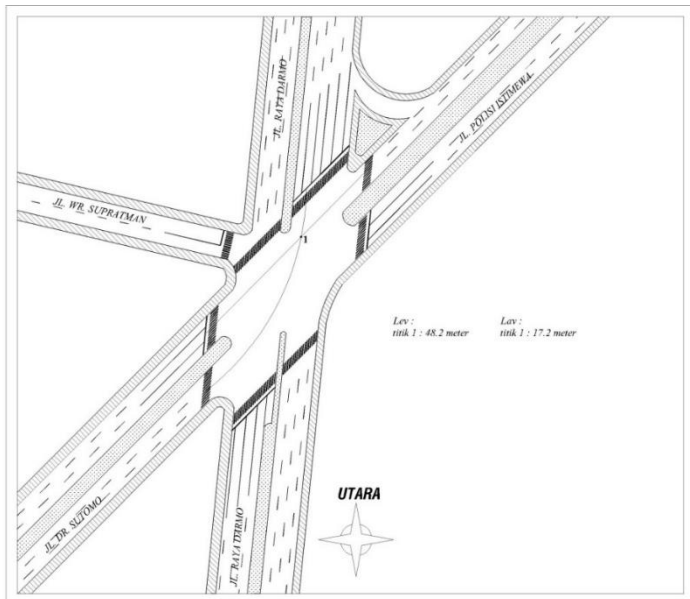 JL. RAYA DARMO
JL. POLISI ISTIMEWA
JL. WR. SUPRATMAN
1
Lev :
titik 1 : 48.2 meter
Lav :
titik 1 : 17.2 meter
JL. DR. SUTOMO
JL. RAYA DARMO
UTARA